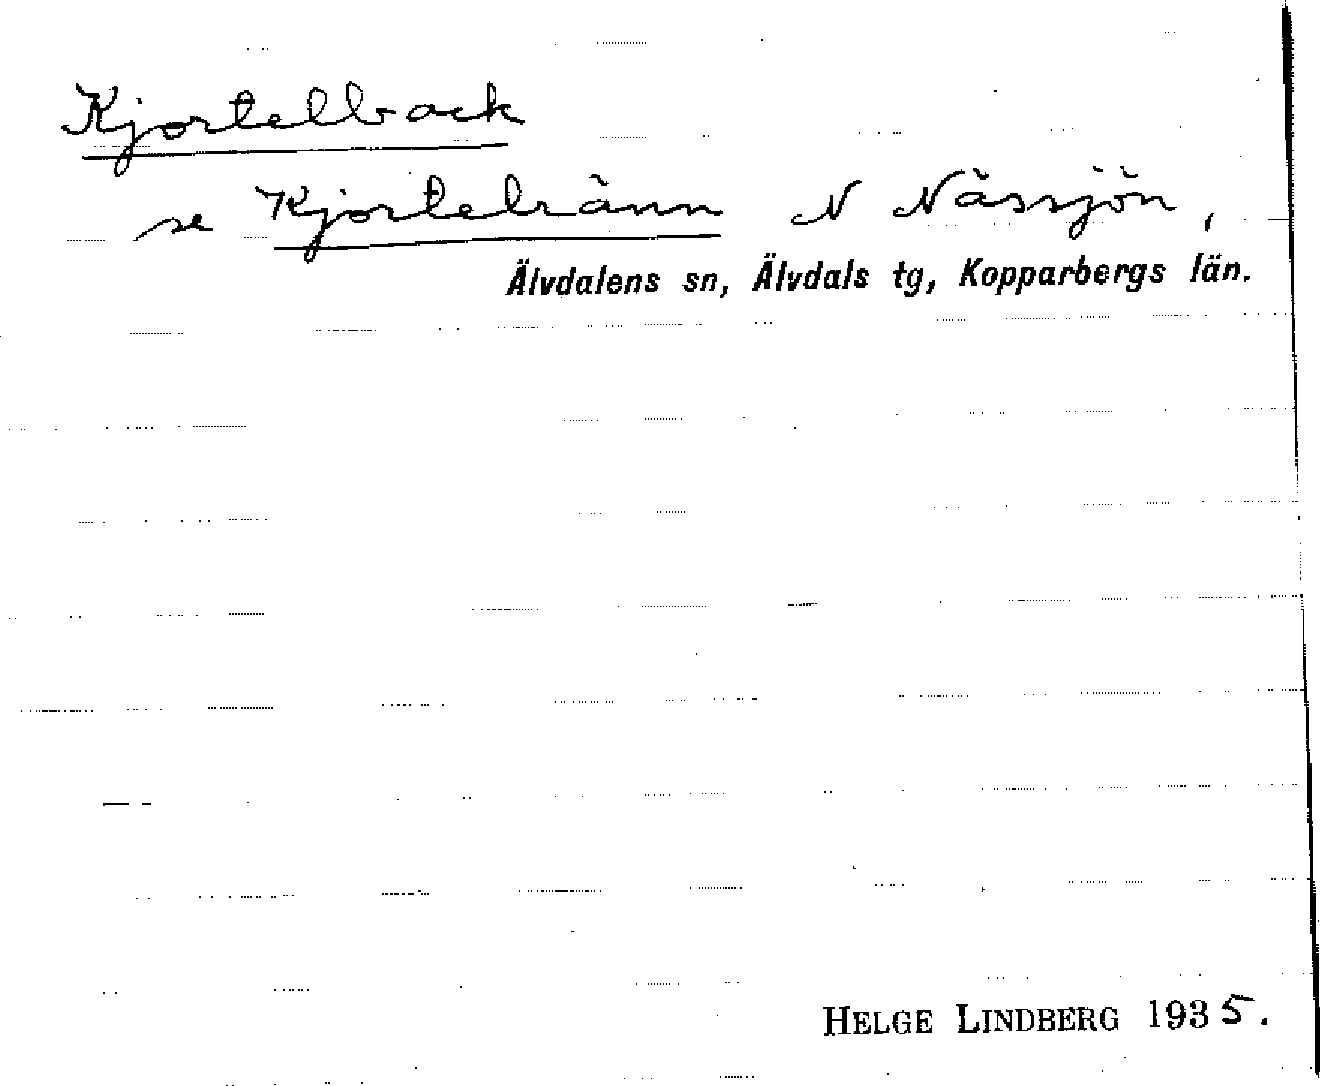 Kjortelback
se Kjortelränn N Nässjön,
Älvdalens sn, Älvdals tg, Kopparbergs län.
HELGE LINDBERG 1935.